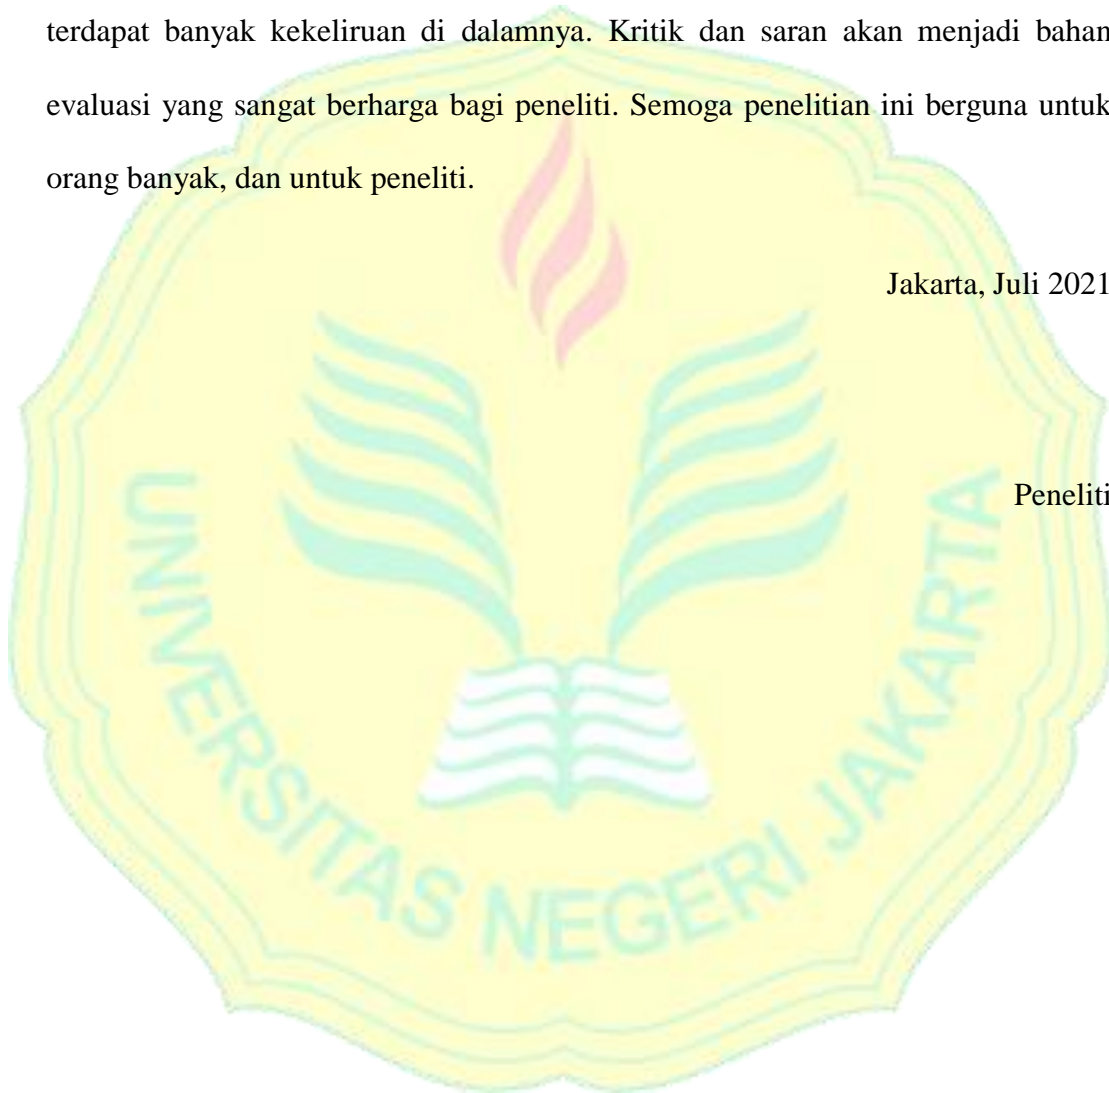 terdapat banyak kekeliruan di dalamnya. Kritik dan saran akan menjadi bahan
evaluasi yang sangat berharga bagi peneliti. Semoga penelitian ini berguna untuk
orang banyak, dan untuk peneliti.
Jakarta, Juli 2021
Peneliti
UNIVERSITAS NEGERI JAKARTA